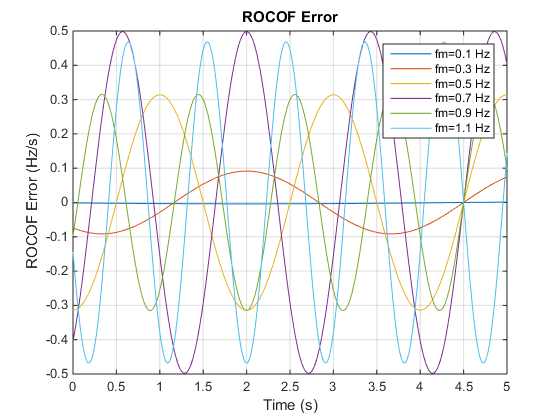 ROCOF Error
ROCOF Error (Hz/s)
0.5
0.4
0.3
0.2
0.1
0
-0.1
-0.2
-0.3
-0.4
-0.5
fm=0.1 Hz
fm=0.3 Hz
fm=0.5 Hz
fm=0.7 Hz
fm=0.9 Hz
fm=1.1 Hz
0 0.5 1 1.5 2 2.5 3 3.5 4 4.5 5
Time (s)